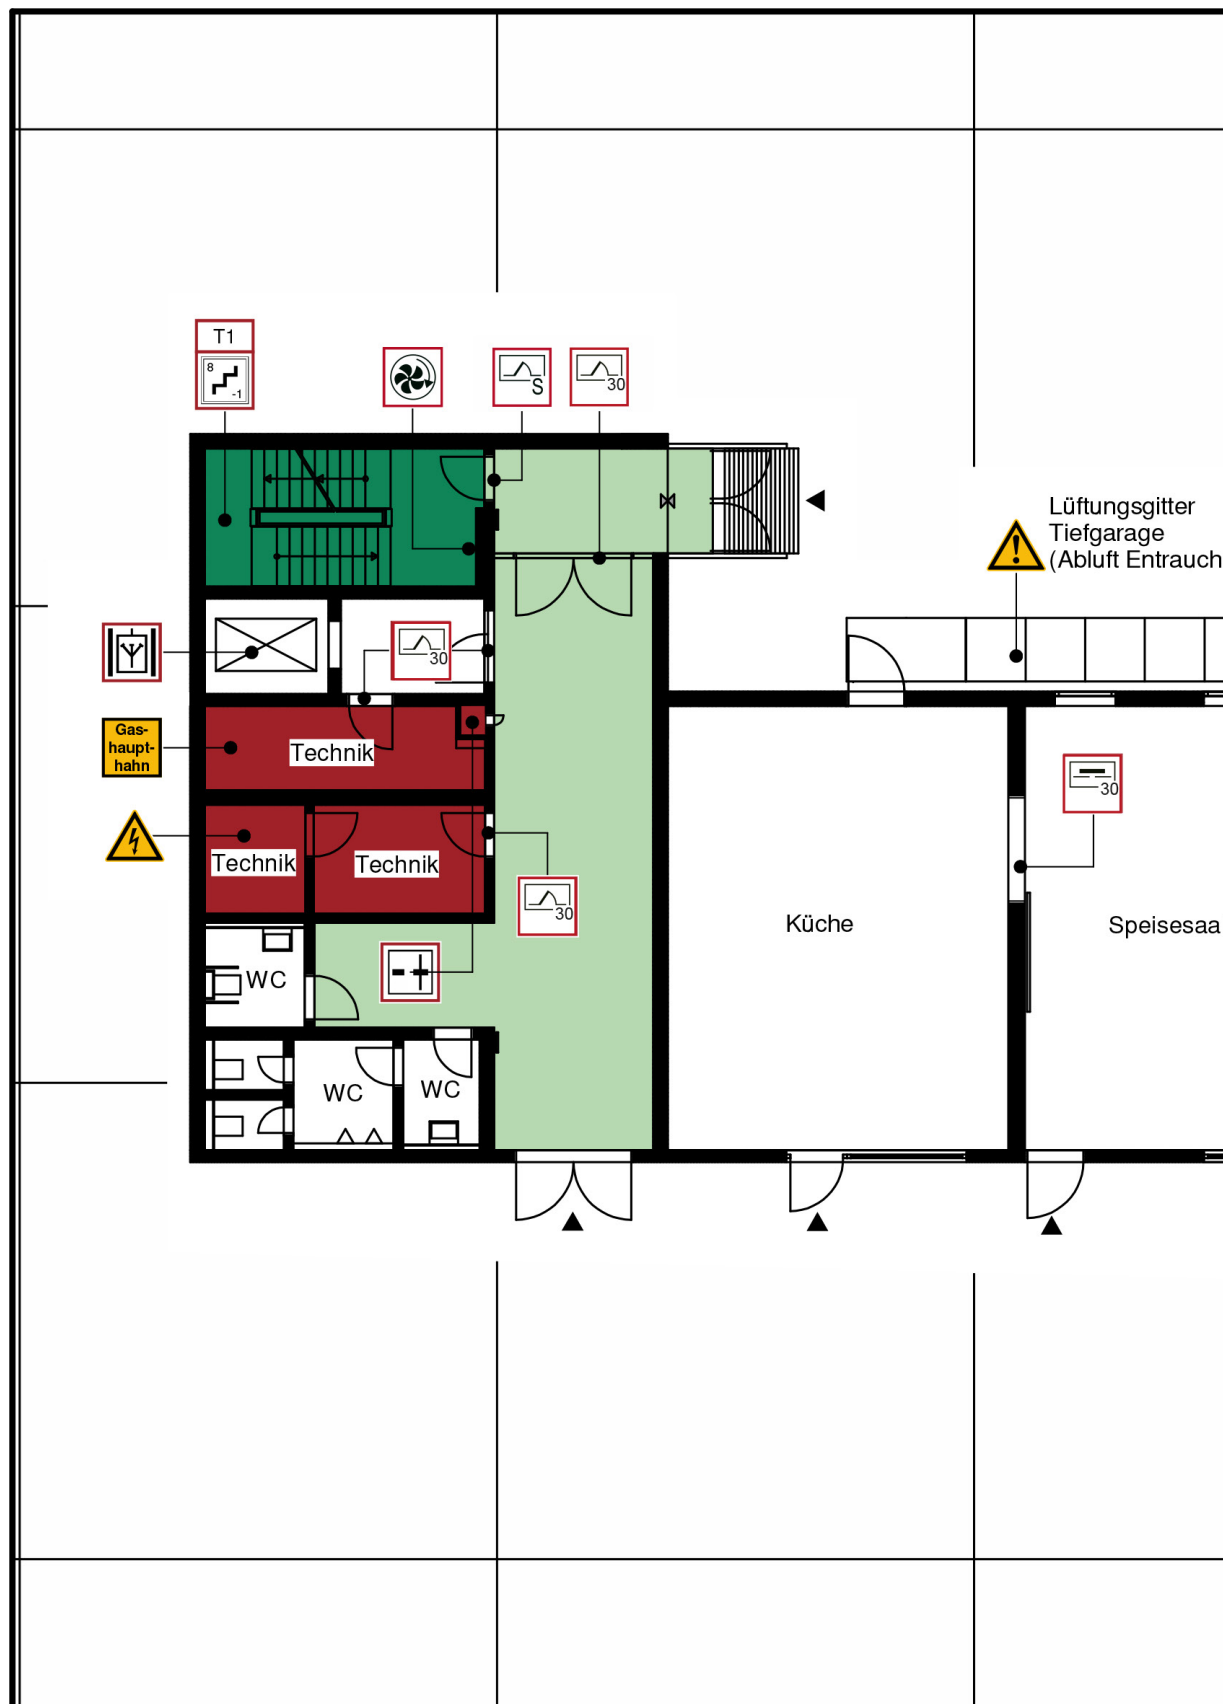 T1
8
-1
S
30
Lüftungsgitter
Tiefgarage
(Abluft Entrauch
30
Gas-
haupt-
hahn
Technik
30
Technik
Technik
30
Küche
Speisesaa
WC
WC
WC